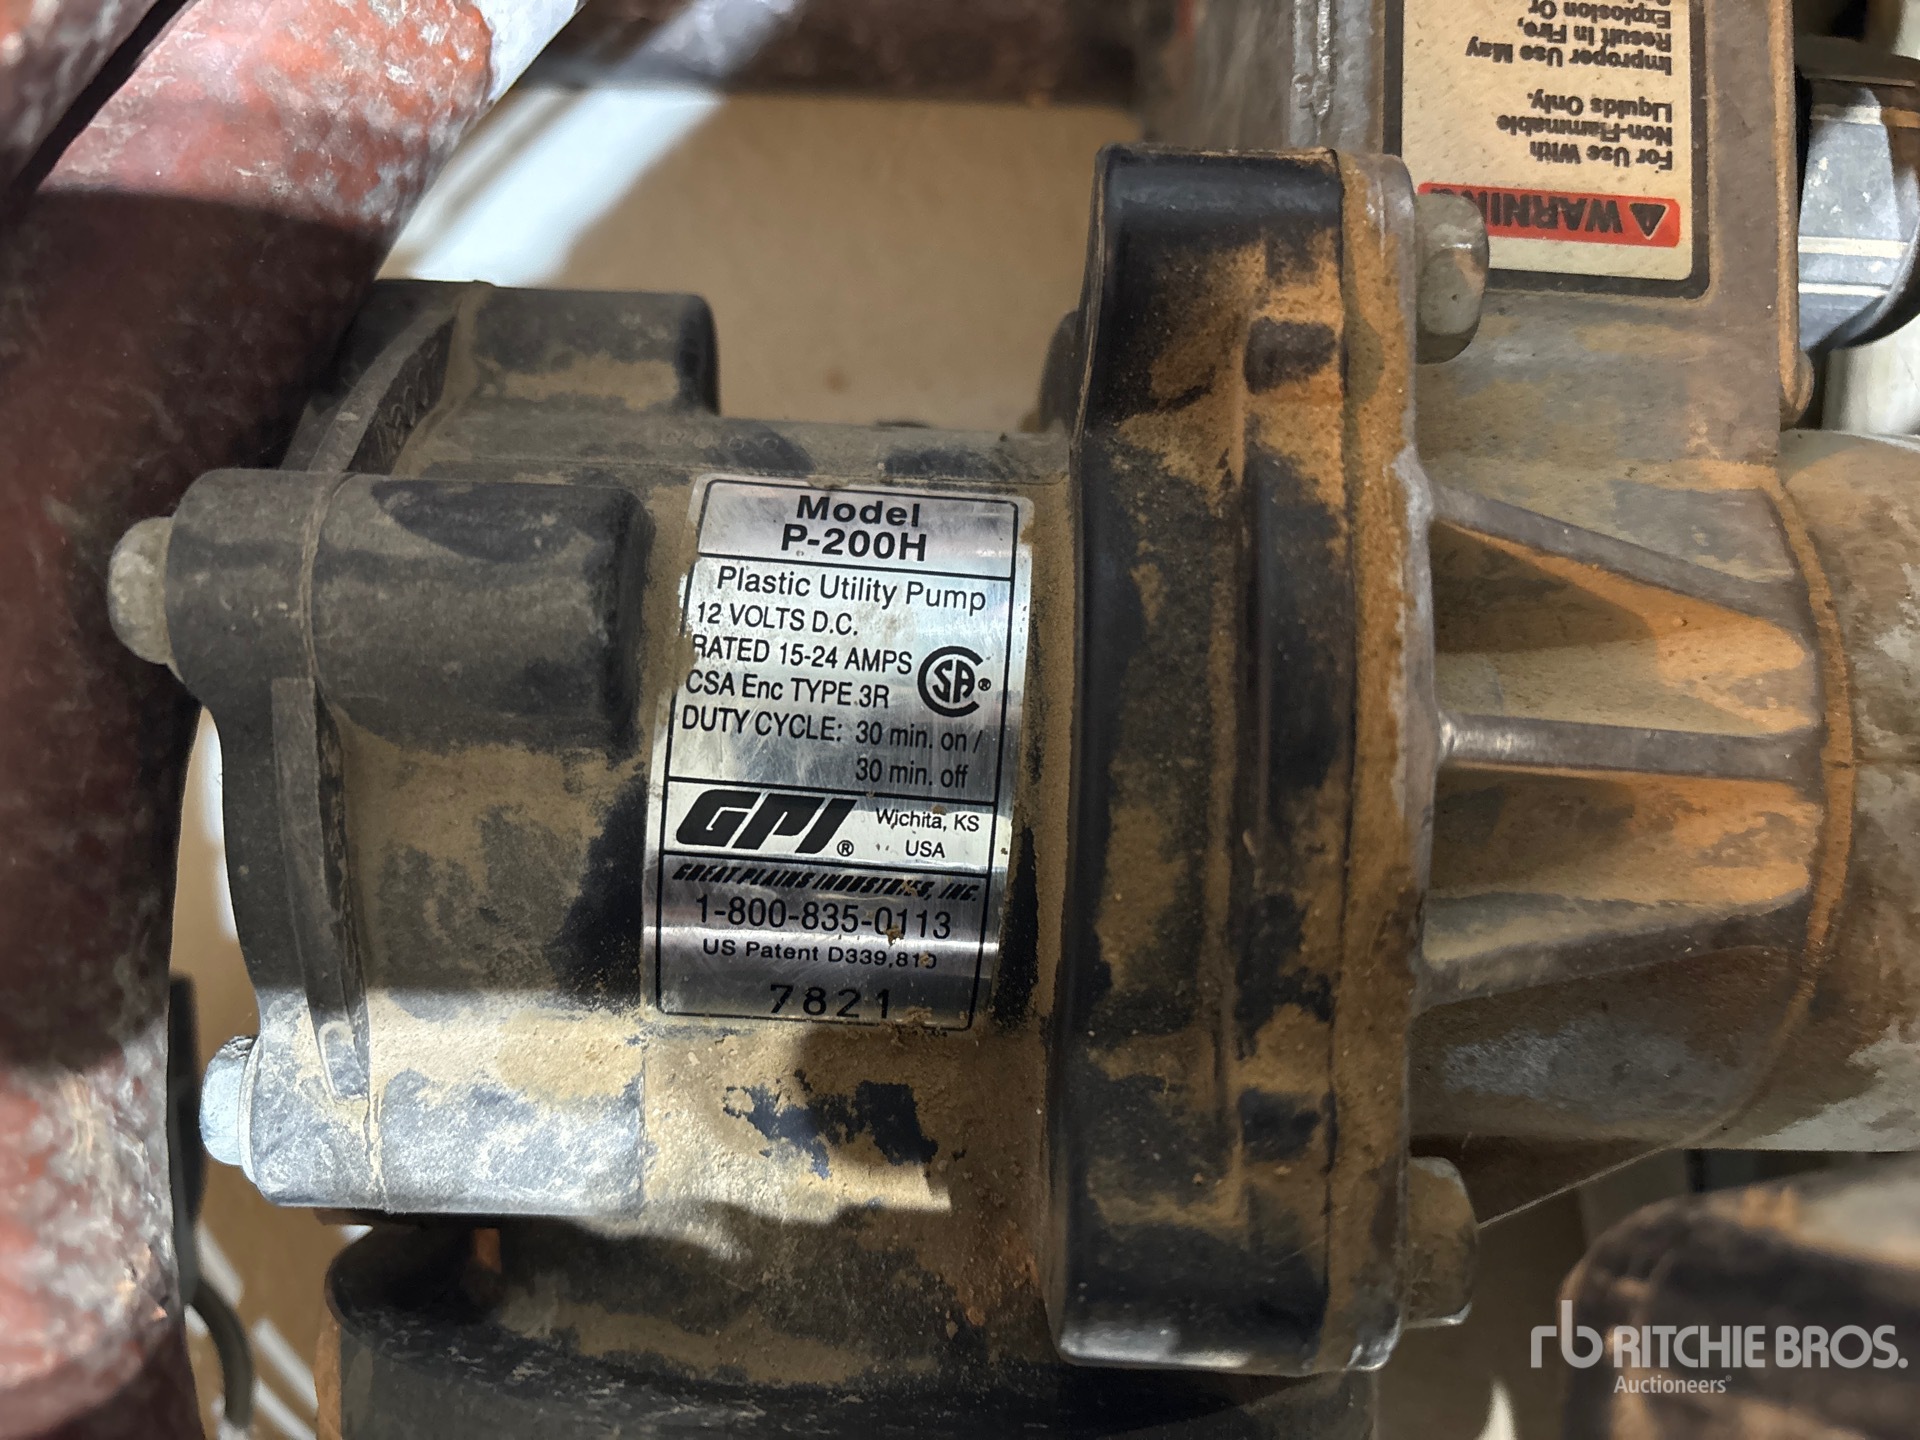 Model
P-200H
Plastic Utility Pump
12 VOLTS D.C.
RATED 15-24 AMPS
CSA Enc TYPE 3R
DUTY CYCLE: 30 min. on /
30 min. off
GPI® Wichita, KS
USA
GREAT PLAINS INDUSTRIES, INC.
1-800-835-0113
US Patent D339,810
7821
WARNING
For Use With
Non-Flammable
Liquids Only.
Improper Use May
Result In Fire,
Explosion Or
rb RITCHIE BROS.
Auctioneers